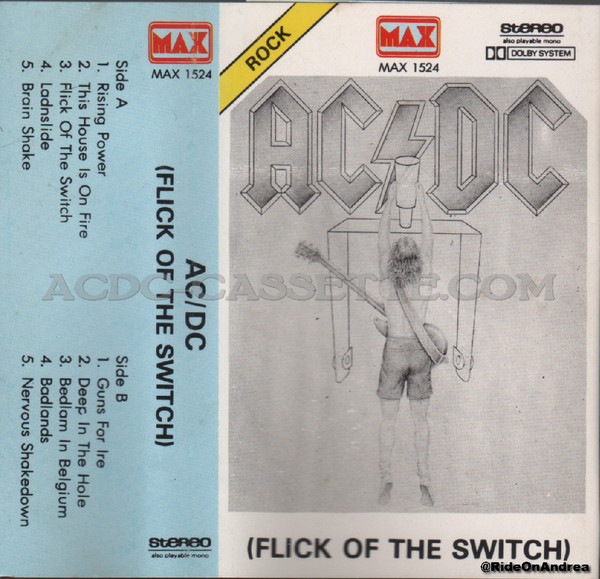 MAX
MAX 1524
Side A
1. Rising Power
2. This House Is On Fire
3. Flick Of The Switch
4. Ladnslide
5. Brain Shake
AC/DC
(FLICK OF THE SWITCH)
Side B
1. Guns For Ire
2. Deep In The Hole
3. Bedlam In Belgium
4. Badlands
5. Nervous Shakedown
stereo
also playable mono
ROCK
MAX
MAX 1524
stereo
also playable mono
DOLBY SYSTEM
AC/DC
ACDC-CASSETTE.COM
(FLICK OF THE SWITCH)
@RideOnAndrea